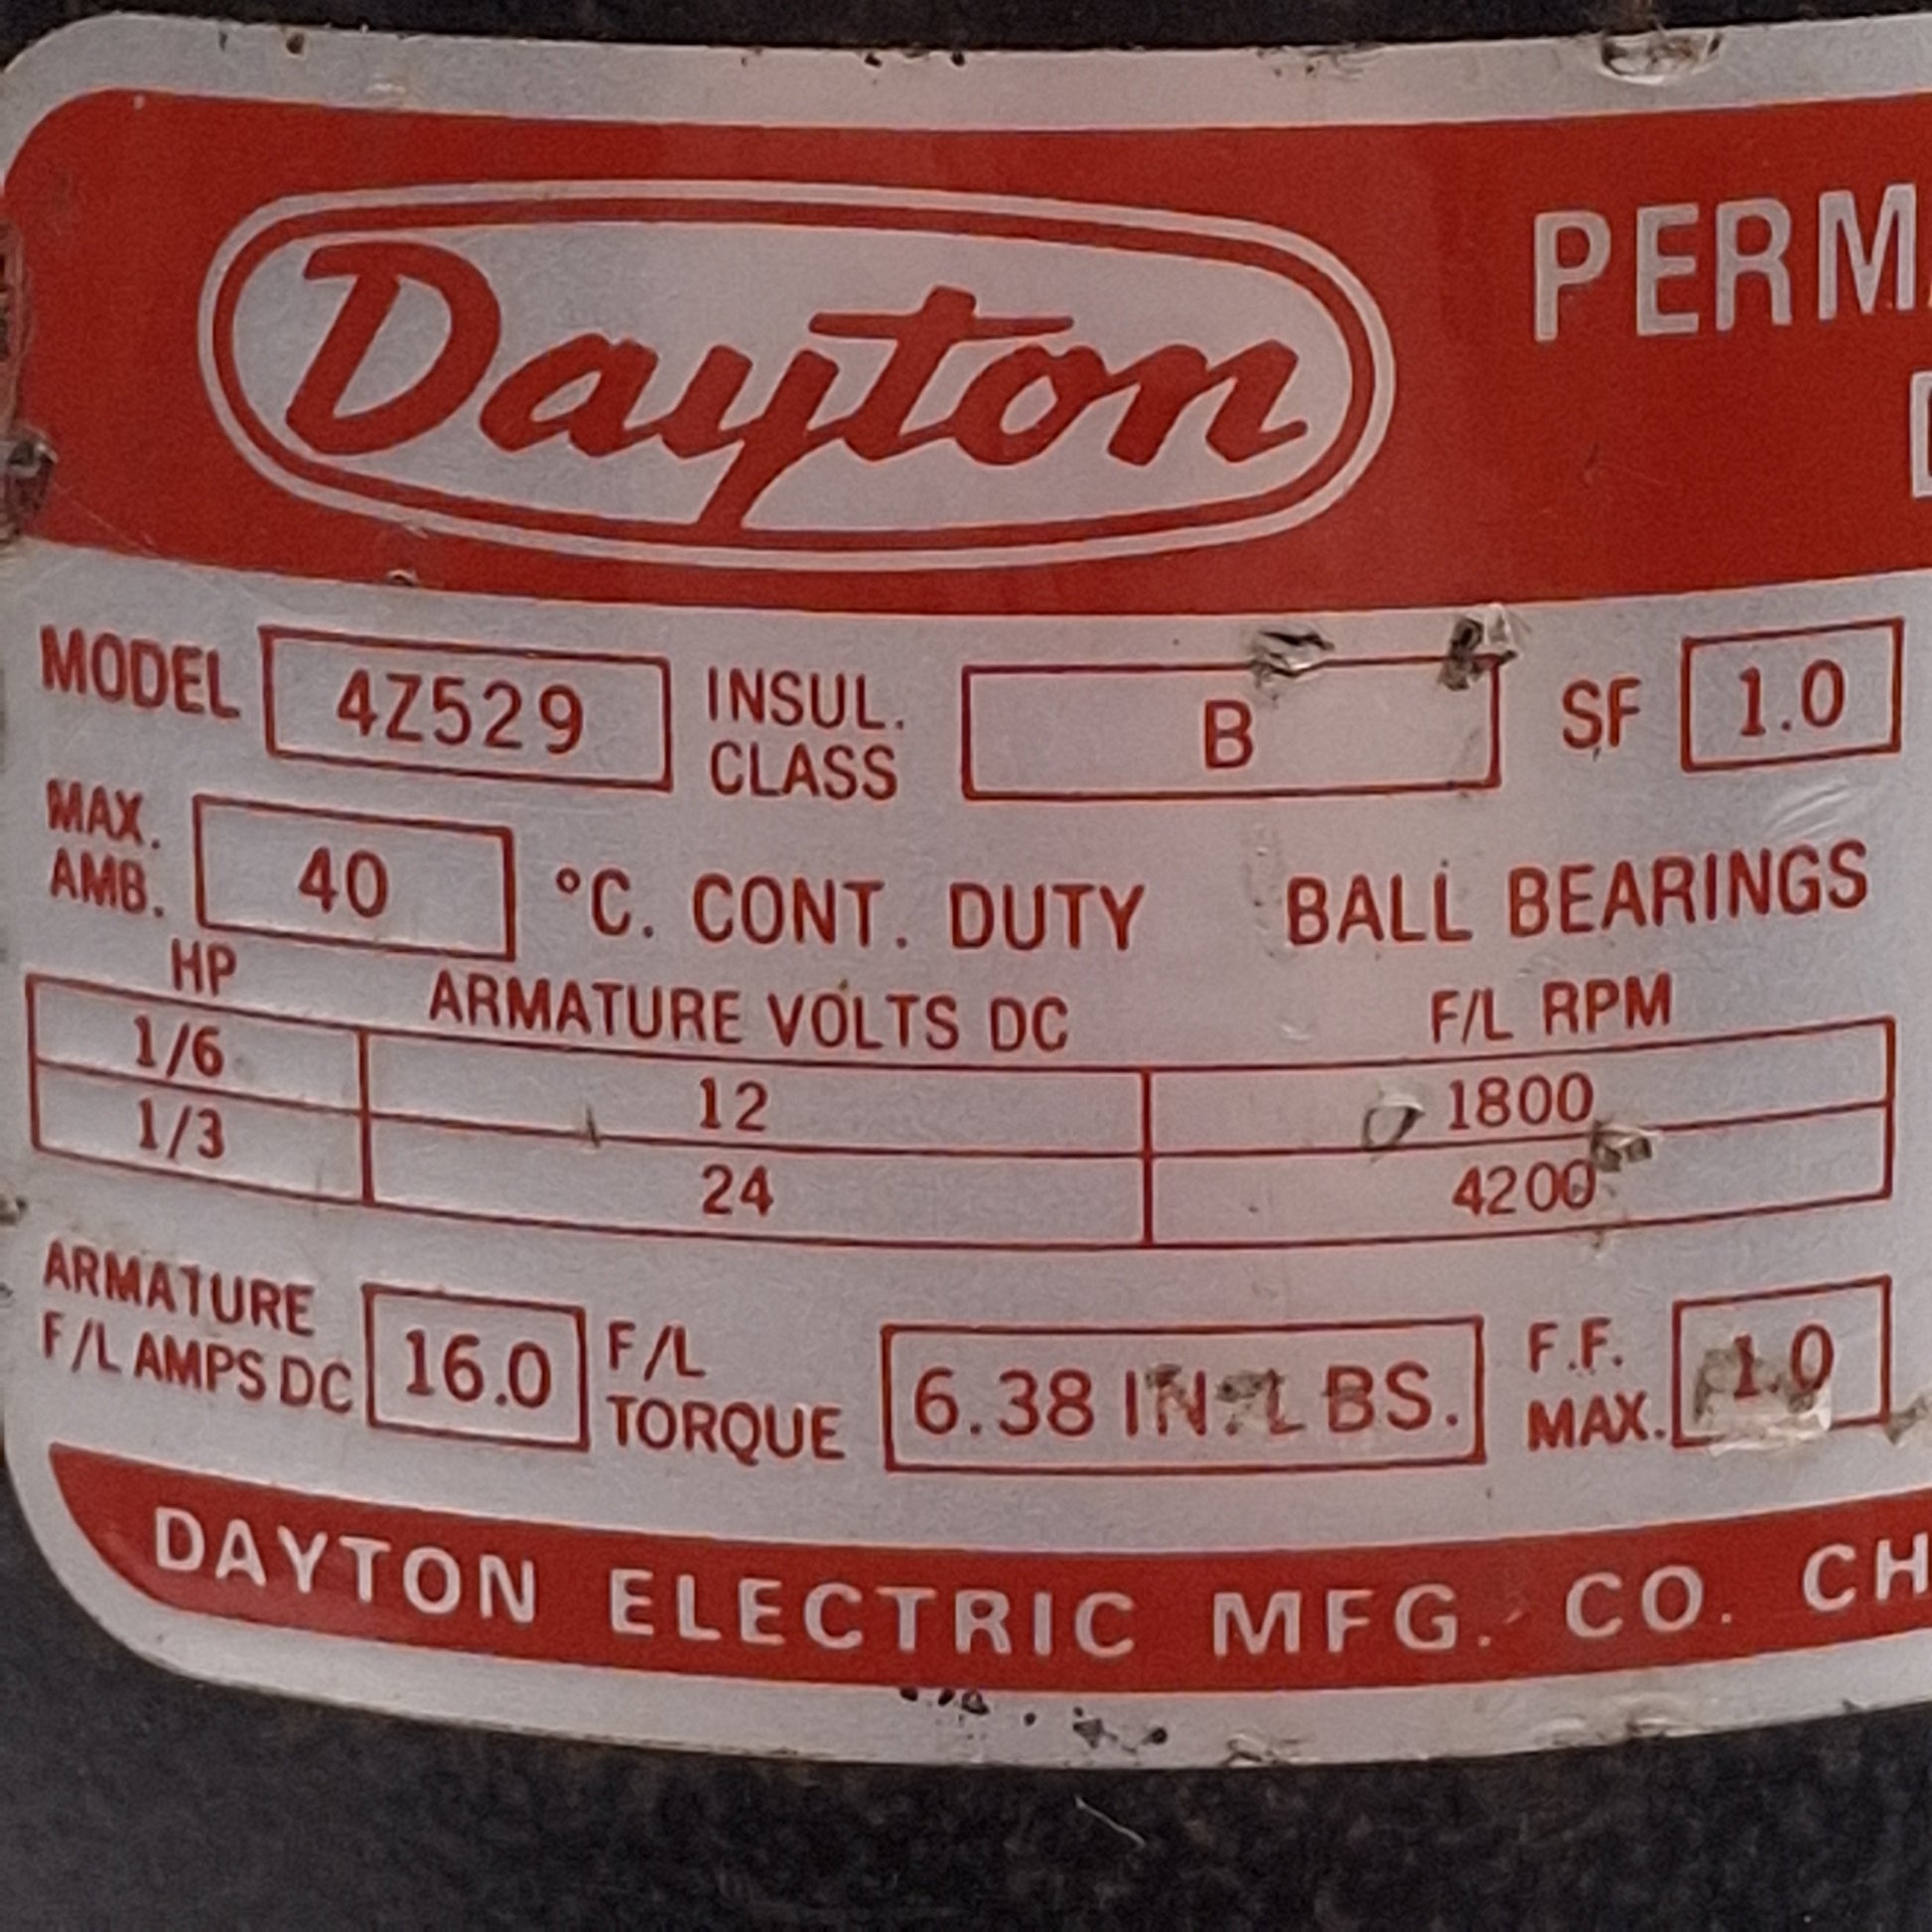 Dayton
PERM
MODEL 4Z529 INSUL. CLASS B SF 1.0
MAX. AMB. 40 °C. CONT. DUTY BALL BEARINGS
HP ARMATURE VOLTS DC F/L RPM
1/6 12 1800
1/3 24 4200
ARMATURE F/L AMPS DC 16.0 F/L TORQUE 6.38 IN-LBS. F.F. MAX. 1.0
DAYTON ELECTRIC MFG. CO. CH